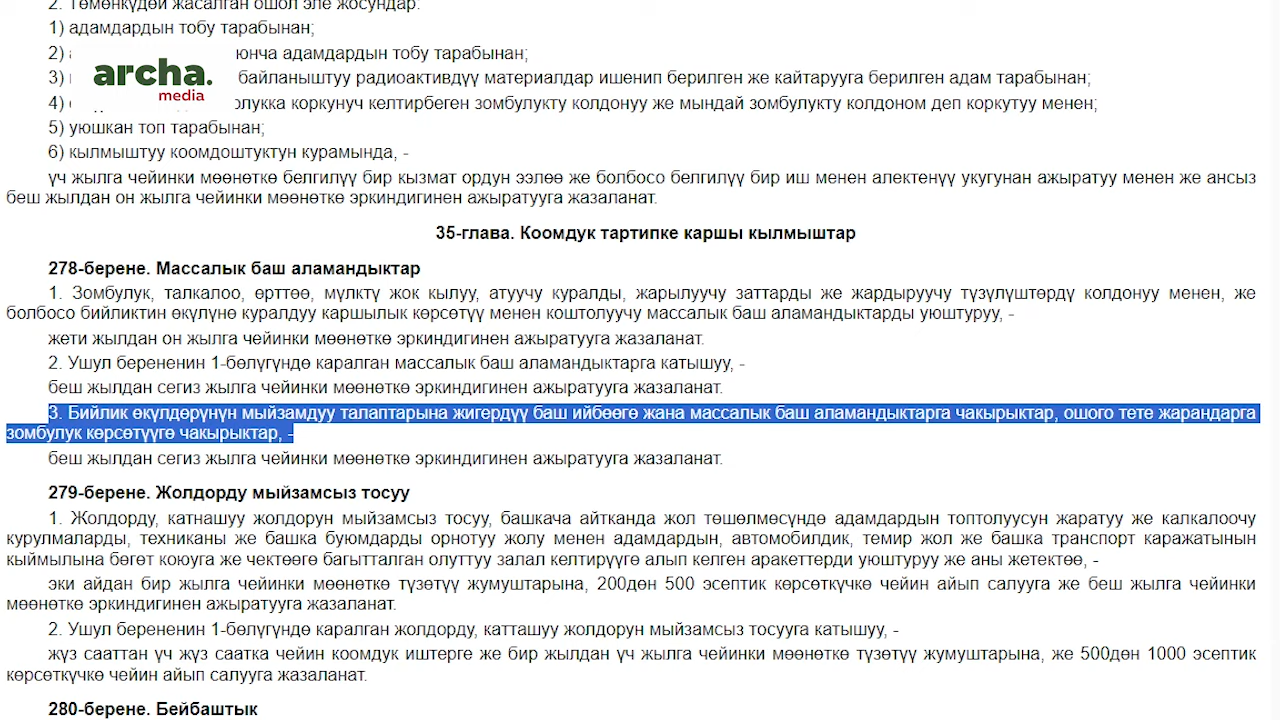 2. Төмөнкүдөй жасалган ошол эле жосундар:
1) адамдардын тобу тарабынан;
2) юнча адамдардын тобу тарабынан;
3) байланыштуу радиоактивдүү материалдар ишенип берилген же кайтарууга берилген адам тарабынан;
4) олукка коркунуч келтирбеген зомбулукту колдонуу же мындай зомбулукту колдоном деп коркутуу менен;
archa.
media
5) уюшкан топ тарабынан;
6) кылмыштуу коомдоштуктун курамында, -
үч жылга чейинки мөөнөткө белгилүү бир кызмат ордун ээлөө же болбосо белгилүү бир иш менен алектенүү укугунан ажыратуу менен же ансыз
беш жылдан он жылга чейинки мөөнөткө эркиндигинен ажыратууга жазаланат.
35-глава. Коомдук тартипке каршы кылмыштар
278-берене. Массалык баш аламандыктар
1. Зомбулук, талкалоо, өрттөө, мүлктү жок кылуу, атуучу куралды, жарылуучу заттарды же жардыруучу түзүлүштөрдү колдонуу менен, же
болбосо бийликтин өкүлүнө куралдуу каршылык көрсөтүү менен коштолуучу массалык баш аламандыктарды уюштуруу, -
жети жылдан он жылга чейинки мөөнөткө эркиндигинен ажыратууга жазаланат.
2. Ушул берененин 1-бөлүгүндө каралган массалык баш аламандыктарга катышуу, -
беш жылдан сегиз жылга чейинки мөөнөткө эркиндигинен ажыратууга жазаланат.
3. Бийлик өкүлдөрүнүн мыйзамдуу талаптарына жигердүү баш ийбөөгө жана массалык баш аламандыктарга чакырыктар, ошого тете жарандарга
зомбулук көрсөтүүгө чакырыктар, -
беш жылдан сегиз жылга чейинки мөөнөткө эркиндигинен ажыратууга жазаланат.
279-берене. Жолдорду мыйзамсыз тосуу
1. Жолдорду, катнашуу жолдорун мыйзамсыз тосуу, башкача айтканда жол төшөлмөсүндө адамдардын топтолуусун жаратуу же калкалоочу
курулмаларды, техниканы же башка буюмдарды орнотуу жолу менен адамдардын, автомобилдик, темир жол же башка транспорт каражатынын
кыймылына бөгөт коюуга же чектөөгө багытталган олуттуу залал келтирүүгө алып келген аракеттерди уюштуруу же аны жетектөө, -
эки айдан бир жылга чейинки мөөнөткө түзөтүү жумуштарына, 200дөн 500 эсептик көрсөткүчкө чейин айып салууга же беш жылга чейинки
мөөнөткө эркиндигинен ажыратууга жазаланат.
2. Ушул берененин 1-бөлүгүндө каралган жолдорду, катташуу жолдорун мыйзамсыз тосууга катышуу, -
жүз сааттан үч жүз саатка чейин коомдук иштерге же бир жылдан үч жылга чейинки мөөнөткө түзөтүү жумуштарына, же 500дөн 1000 эсептик
көрсөткүчкө чейин айып салууга жазаланат.
280-берене. Бейбаштык